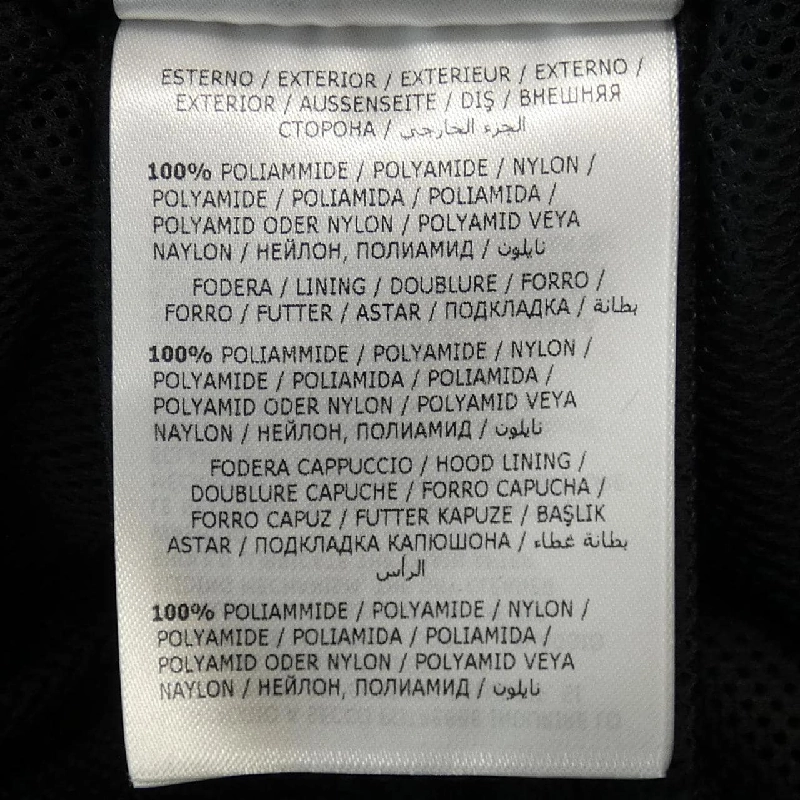 ESTERNO / EXTERIOR / EXTERIEUR / EXTERNO /
EXTERIOR / AUSSENSEITE / DIŞ / ВНЕШНЯЯ
СТОРОНА / الجزء الخارجي
100% POLIAMMIDE / POLYAMIDE / NYLON /
POLYAMIDE / POLIAMIDA / POLIAMIDA /
POLYAMID ODER NYLON / POLYAMID VEYA
NAYLON / НЕЙЛОН, ПОЛИАМИД / نايلون
FODERA / LINING / DOUBLURE / FORRO /
FORRO / FUTTER / ASTAR / ПОДКЛАДКА / بطانة
100% POLIAMMIDE / POLYAMIDE / NYLON /
POLYAMIDE / POLIAMIDA / POLIAMIDA /
POLYAMID ODER NYLON / POLYAMID VEYA
NAYLON / НЕЙЛОН, ПОЛИАМИД / نايلون
FODERA CAPPUCCIO / HOOD LINING /
DOUBLURE CAPUCHE / FORRO CAPUCHA /
FORRO CAPUZ / FUTTER KAPUZE / BAŞLIK
ASTAR / ПОДКЛАДКА КАПЮШОНА / بطانة غطاء
الرأس
100% POLIAMMIDE / POLYAMIDE / NYLON /
POLYAMIDE / POLIAMIDA / POLIAMIDA /
POLYAMID ODER NYLON / POLYAMID VEYA
NAYLON / НЕЙЛОН, ПОЛИАМИД / نايلون